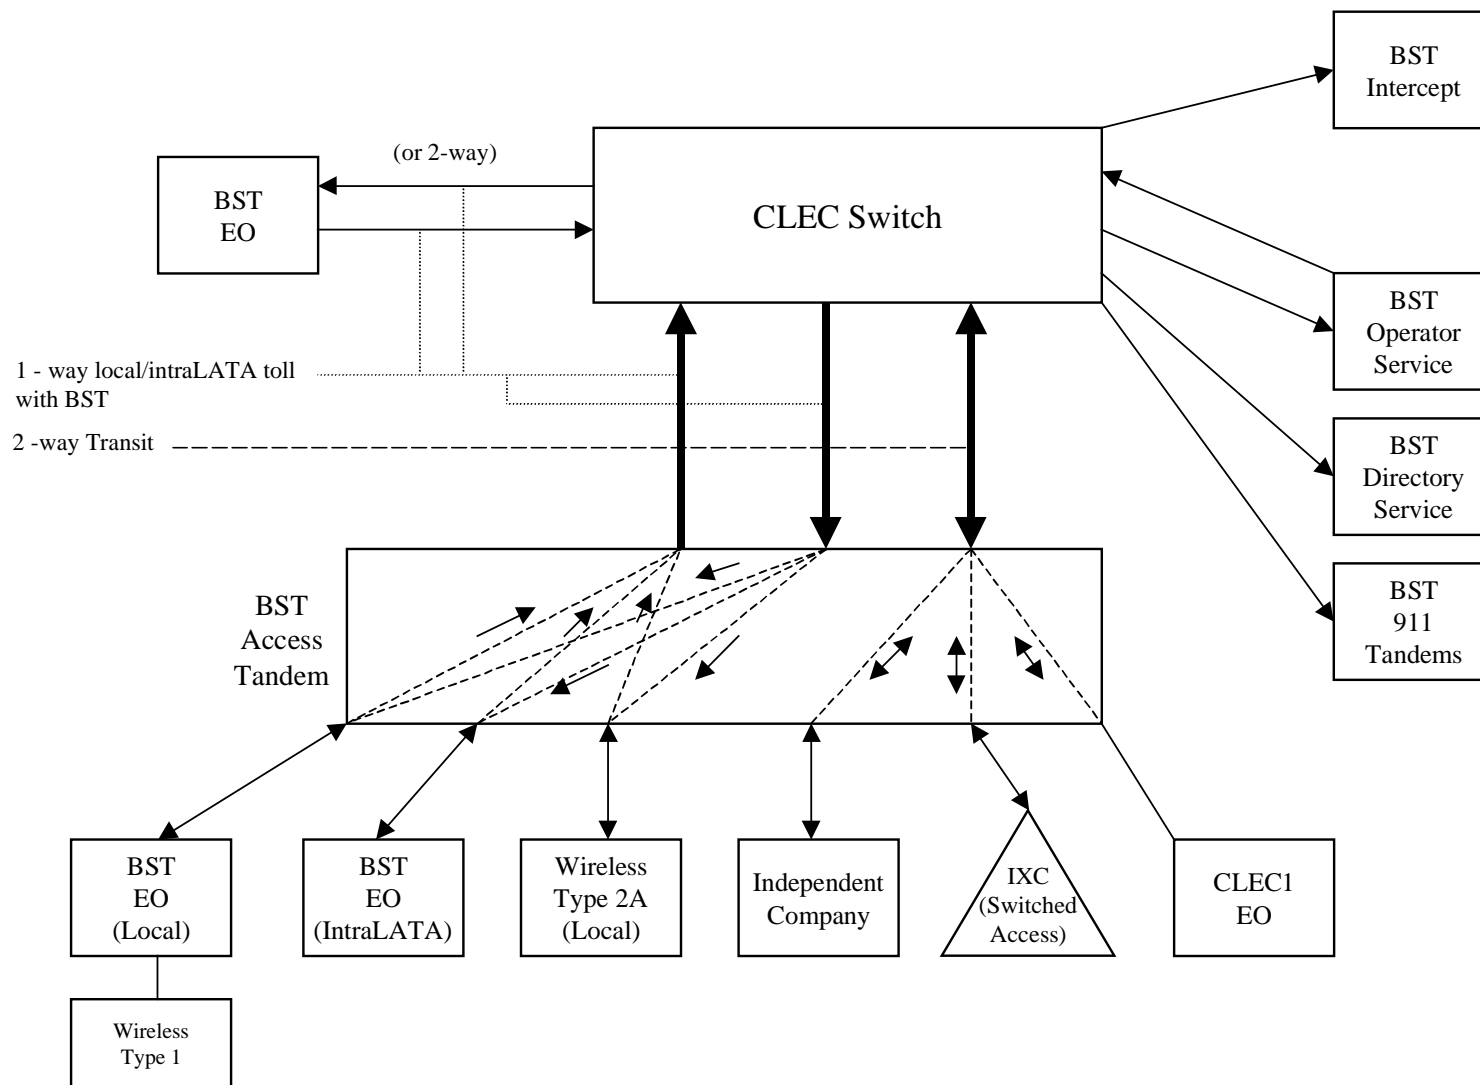 BST
Intercept
(or 2-way)
BST
EO
CLEC Switch
BST
Operator
Service
1 - way local/intraLATA toll
with BST
2 -way Transit
BST
Directory
Service
BST
911
Tandems
BST
Access
Tandem
BST
EO
(Local)
BST
EO
(IntraLATA)
Wireless
Type 2A
(Local)
Independent
Company
IXC
(Switched
Access)
CLEC1
EO
Wireless
Type 1